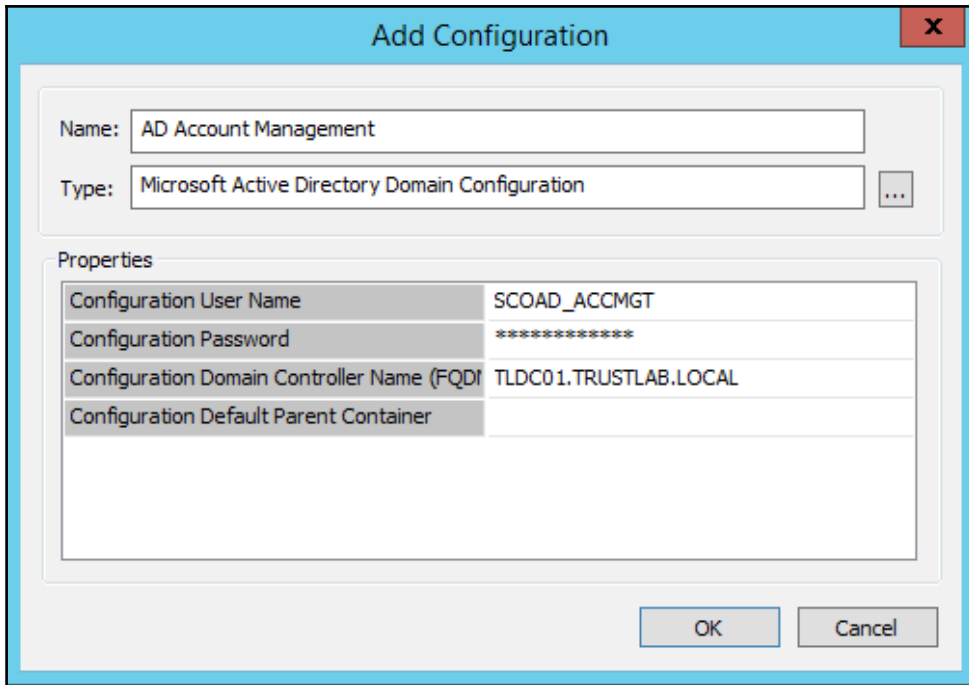 Add Configuration
X
Name: AD Account Management
Type: Microsoft Active Directory Domain Configuration ...
Properties
Configuration User Name SCOAD_ACCMGT
Configuration Password ************
Configuration Domain Controller Name (FQD TLDC01.TRUSTLAB.LOCAL
Configuration Default Parent Container
OK Cancel